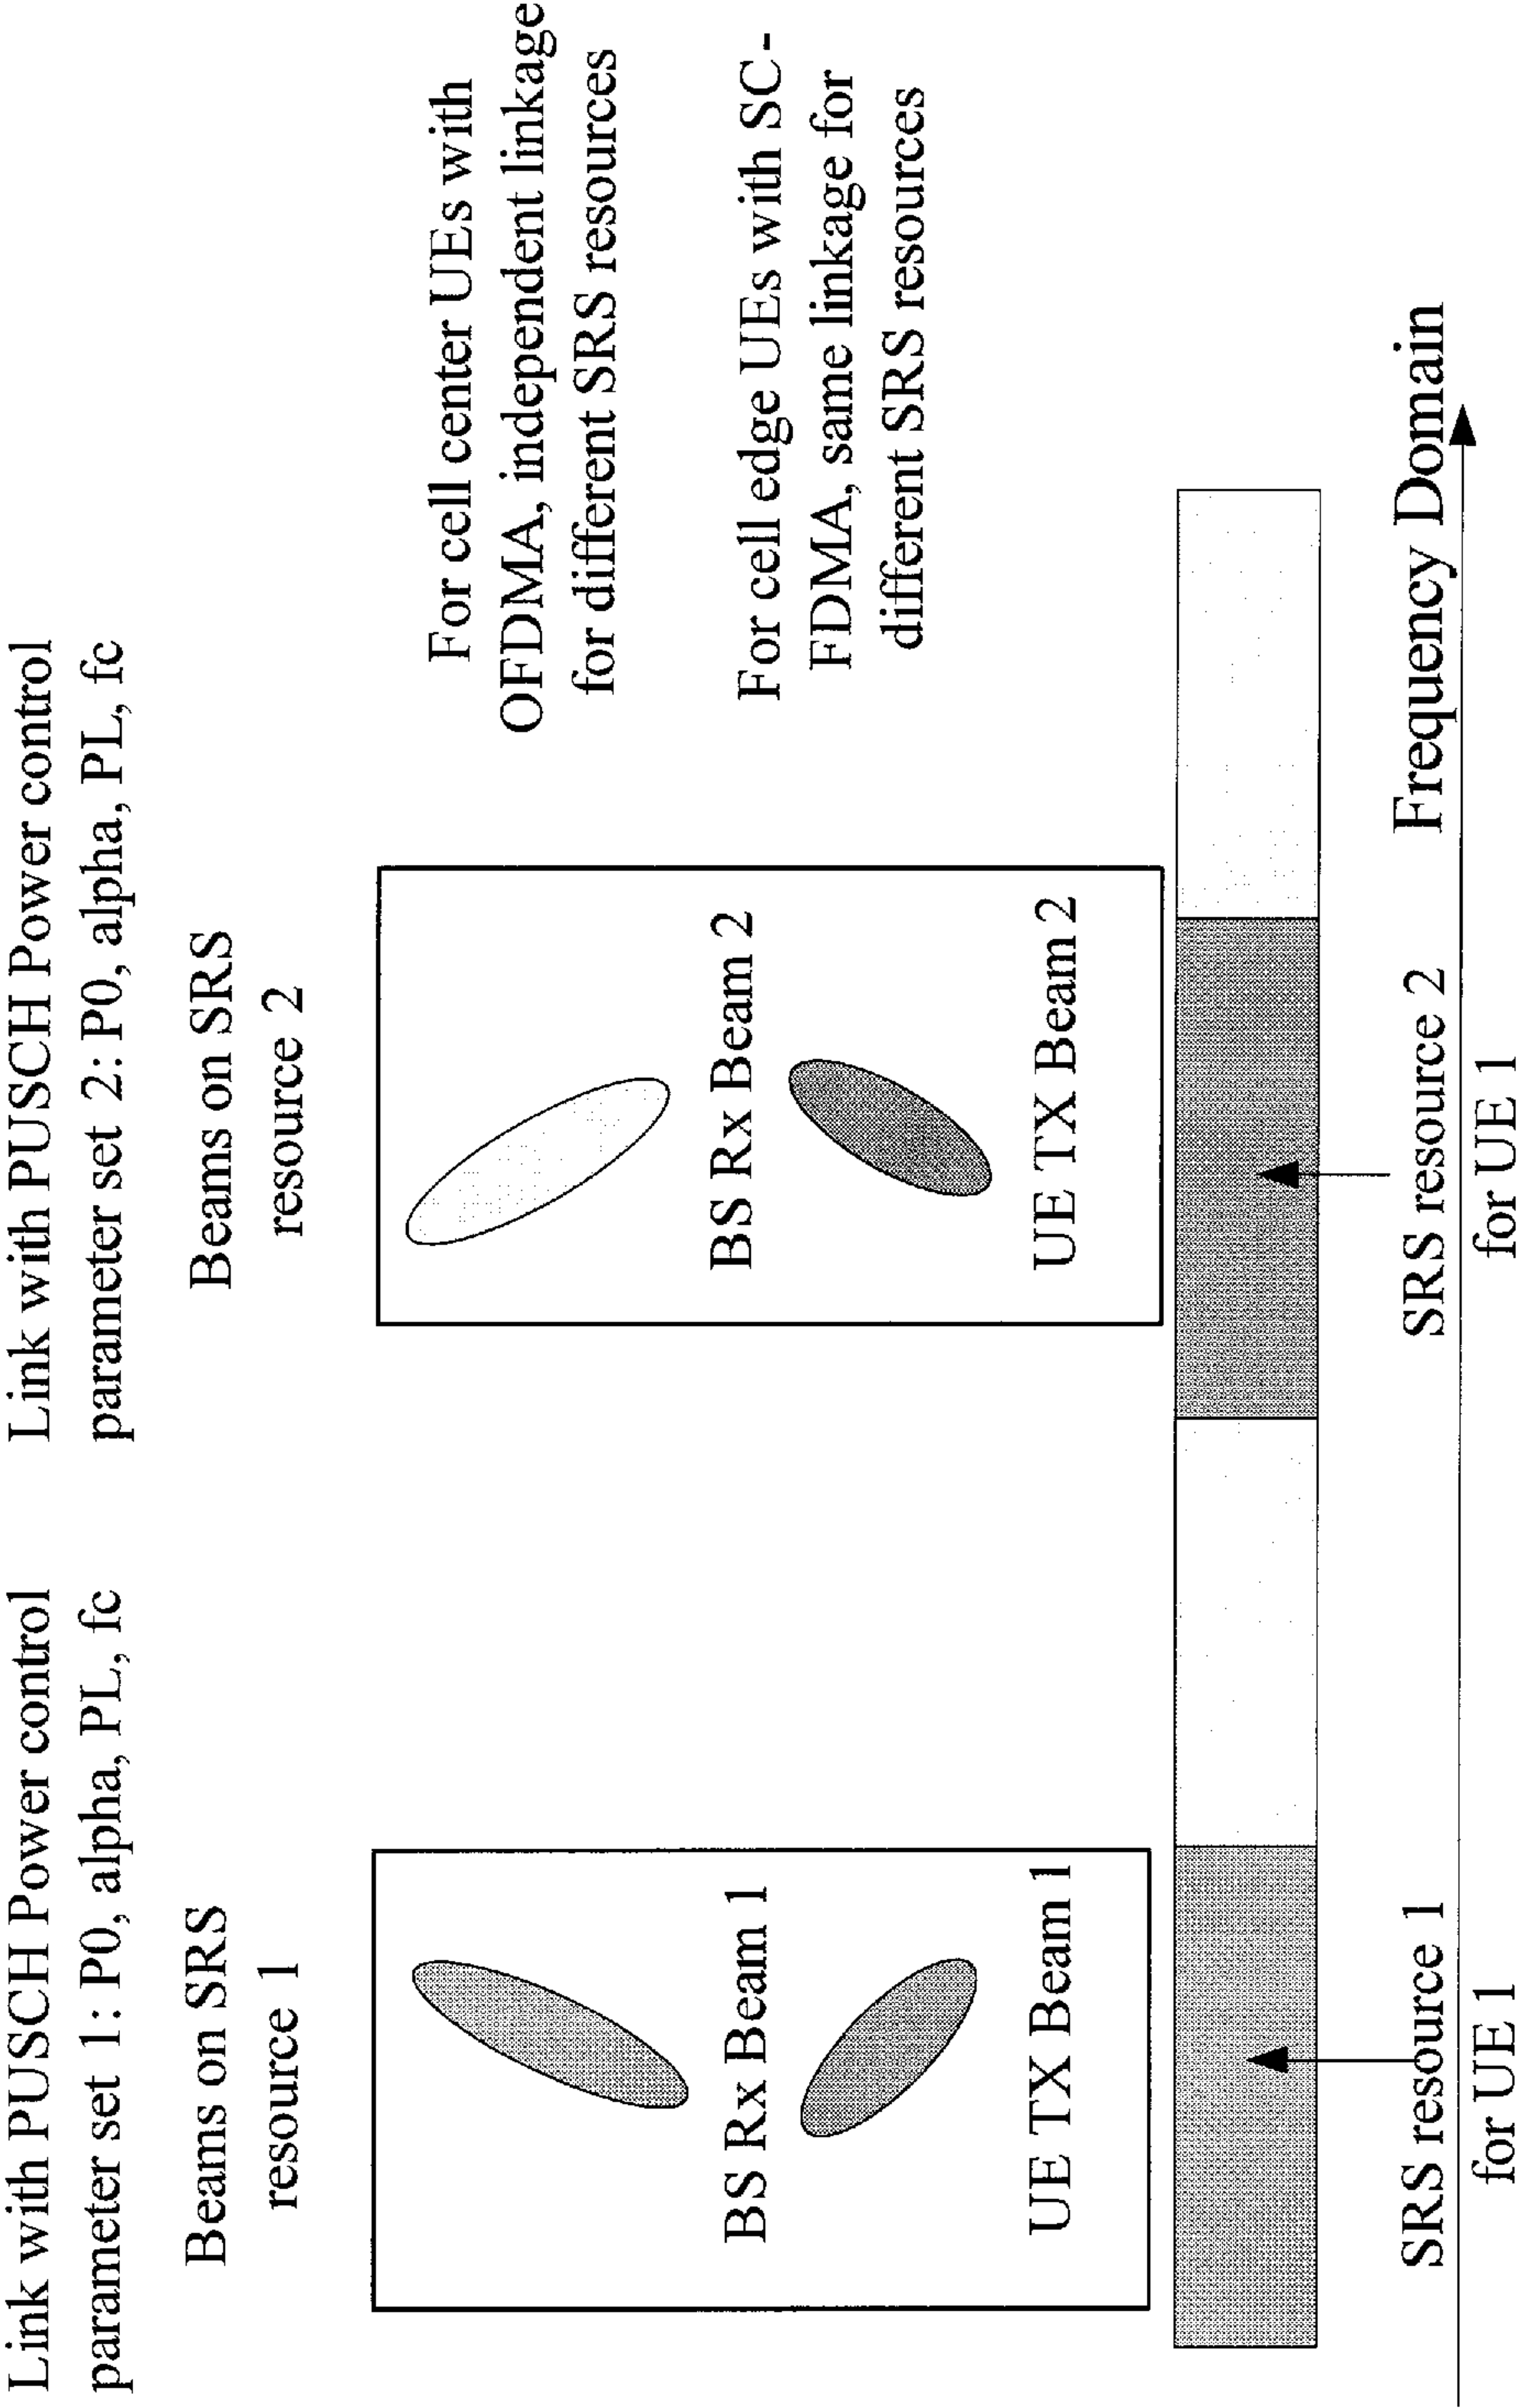 Link with PUSCH Power control
parameter set 1: P0, alpha, PL, fc
Link with PUSCH Power control
parameter set 2: P0, alpha, PL, fc
Beams on SRS
resource 1
Beams on SRS
resource 2
BS Rx Beam 1
UE TX Beam 1
BS Rx Beam 2
UE TX Beam 2
For cell center UEs with
OFDMA, independent linkage
for different SRS resources
For cell edge UEs with SC-
FDMA, same linkage for
different SRS resources
SRS resource 1
for UE 1
SRS resource 2
for UE 1
Frequency Domain